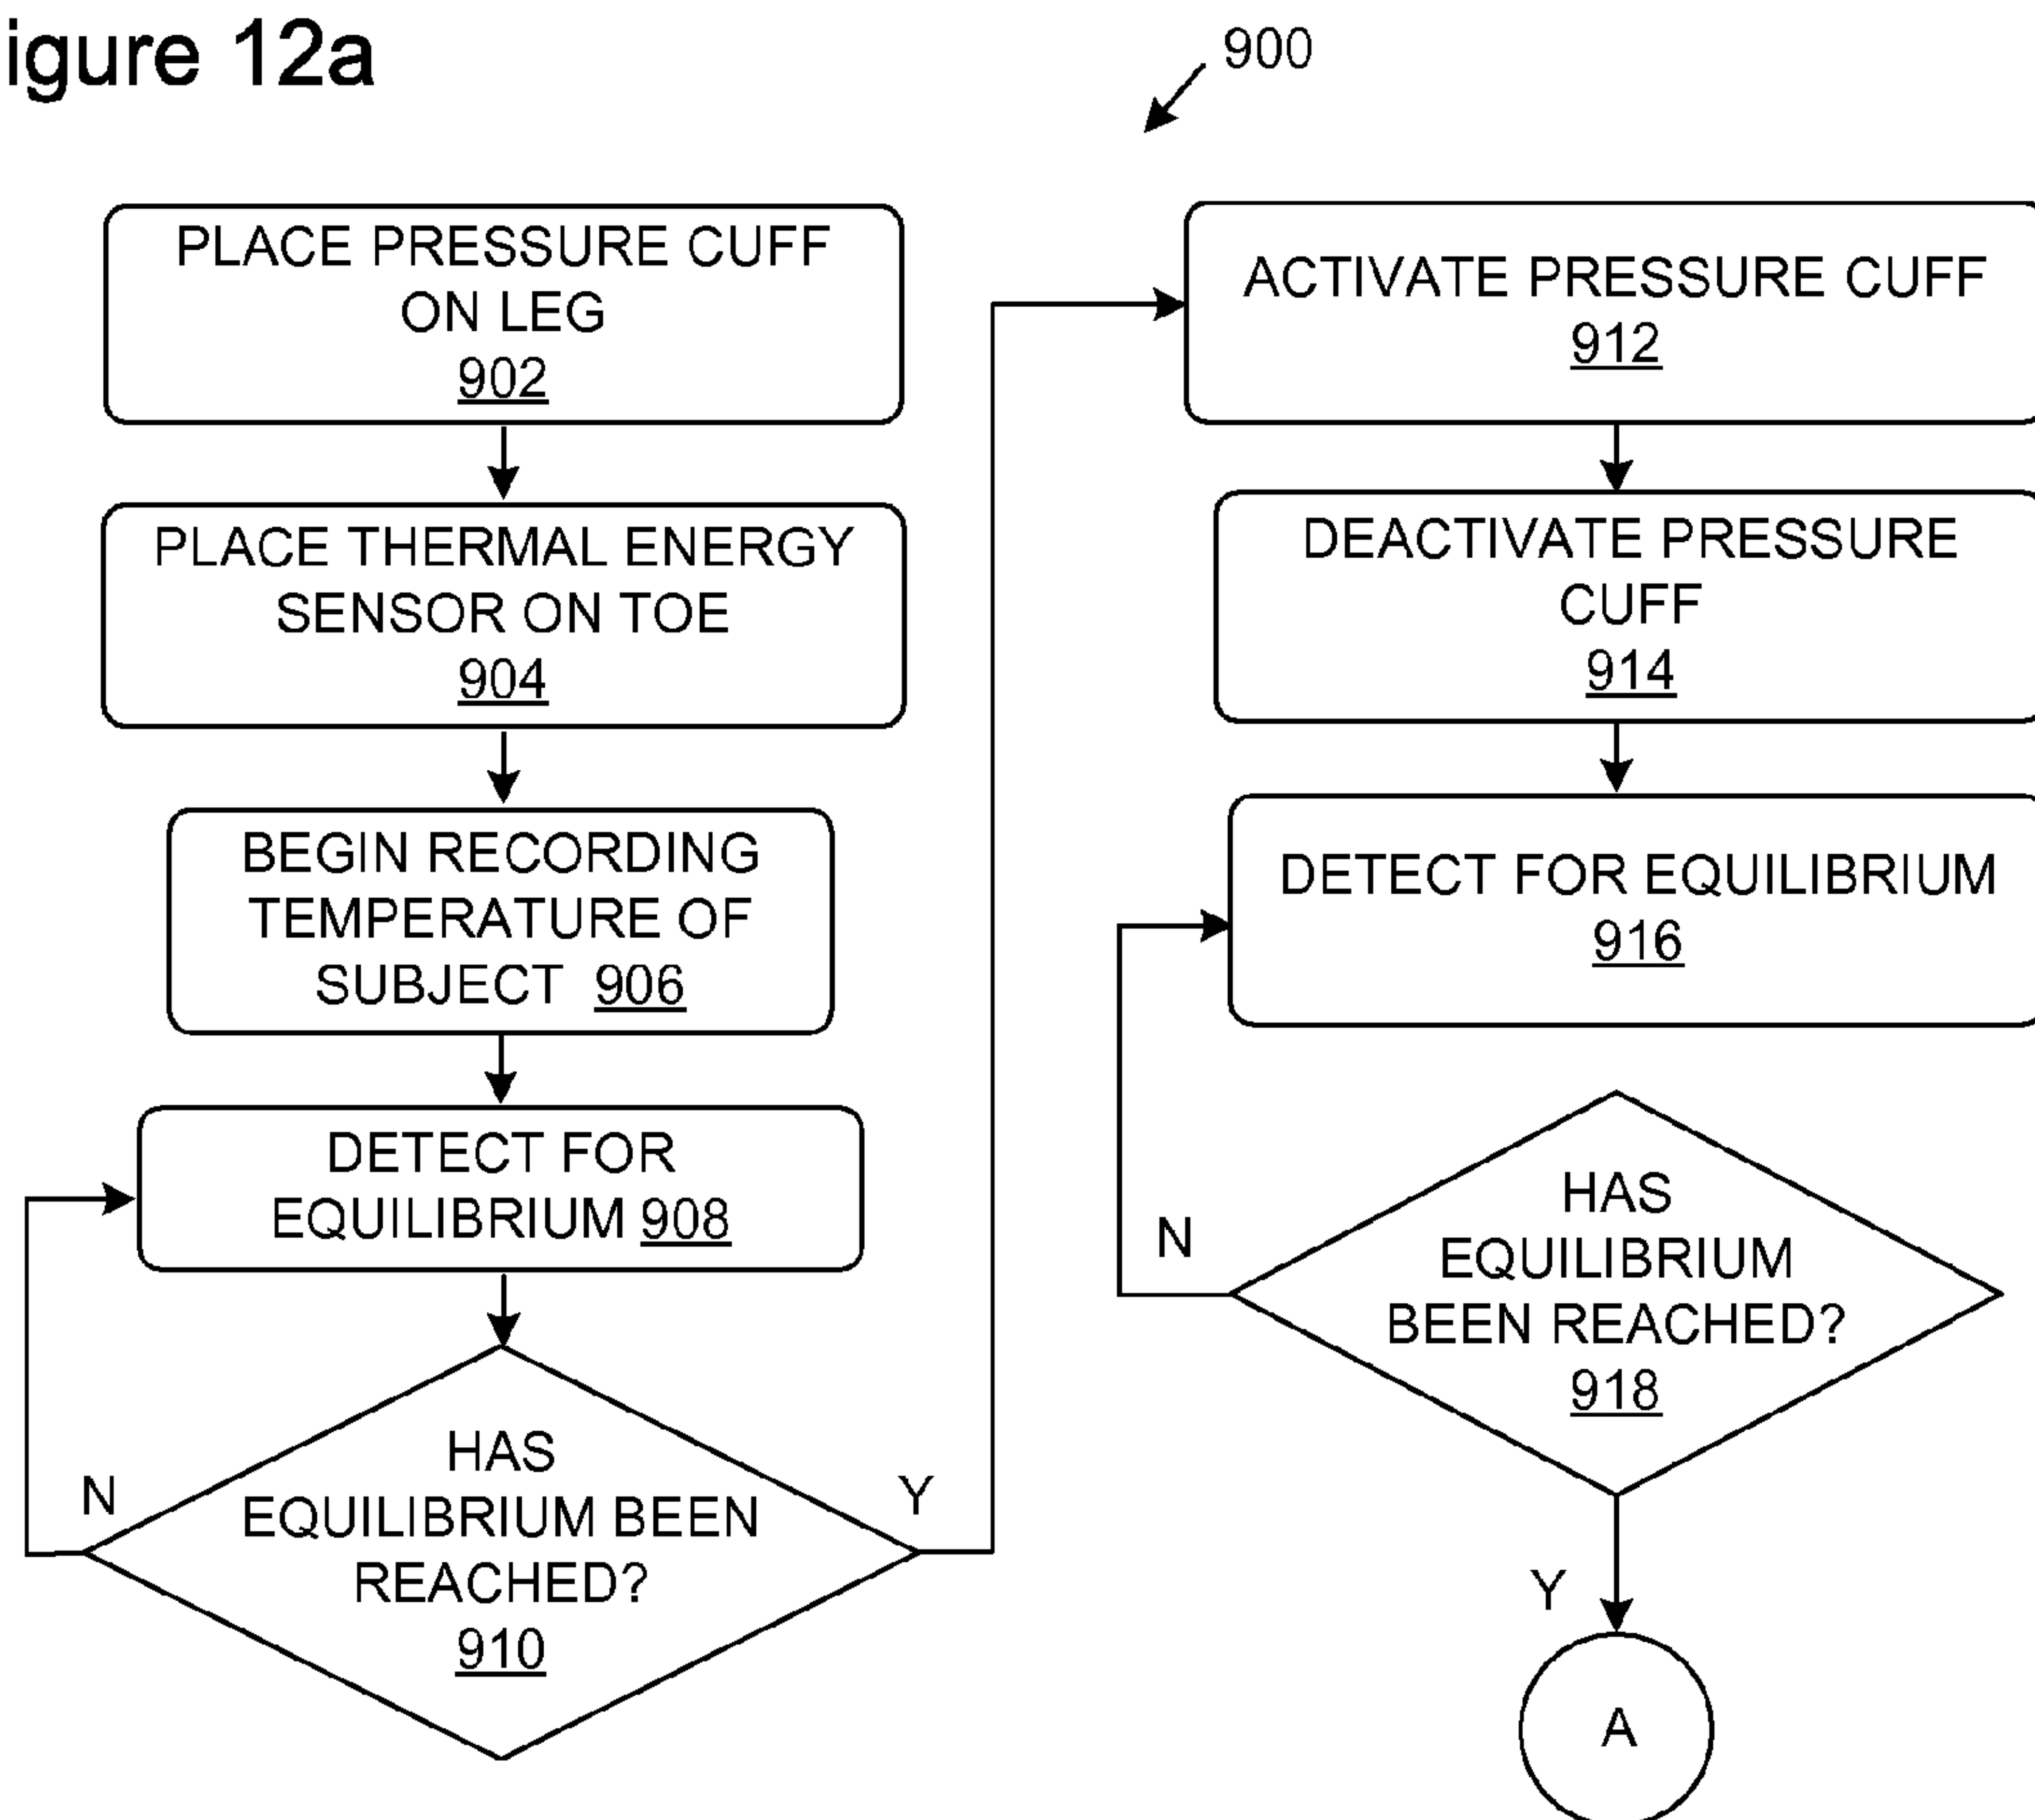 igure 12a
900
PLACE PRESSURE CUFF
ON LEG
902
PLACE THERMAL ENERGY
SENSOR ON TOE
904
BEGIN RECORDING
TEMPERATURE OF
SUBJECT 906
DETECT FOR
EQUILIBRIUM 908
HAS
EQUILIBRIUM BEEN
REACHED?
910
N
Y
ACTIVATE PRESSURE CUFF
912
DEACTIVATE PRESSURE
CUFF
914
DETECT FOR EQUILIBRIUM
916
HAS
EQUILIBRIUM
BEEN REACHED?
918
N
Y
A